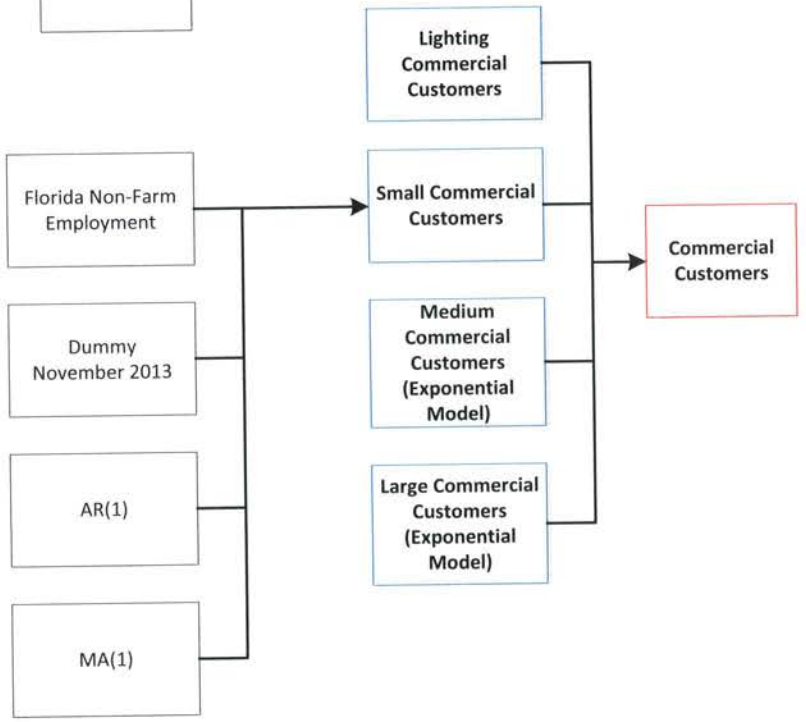 Lighting
Commercial
Customers
Florida Non-Farm
Employment
Small Commercial
Customers
Commercial
Customers
Dummy
November 2013
Medium
Commercial
Customers
(Exponential
Model)
AR(1)
Large Commercial
Customers
(Exponential
Model)
MA(1)